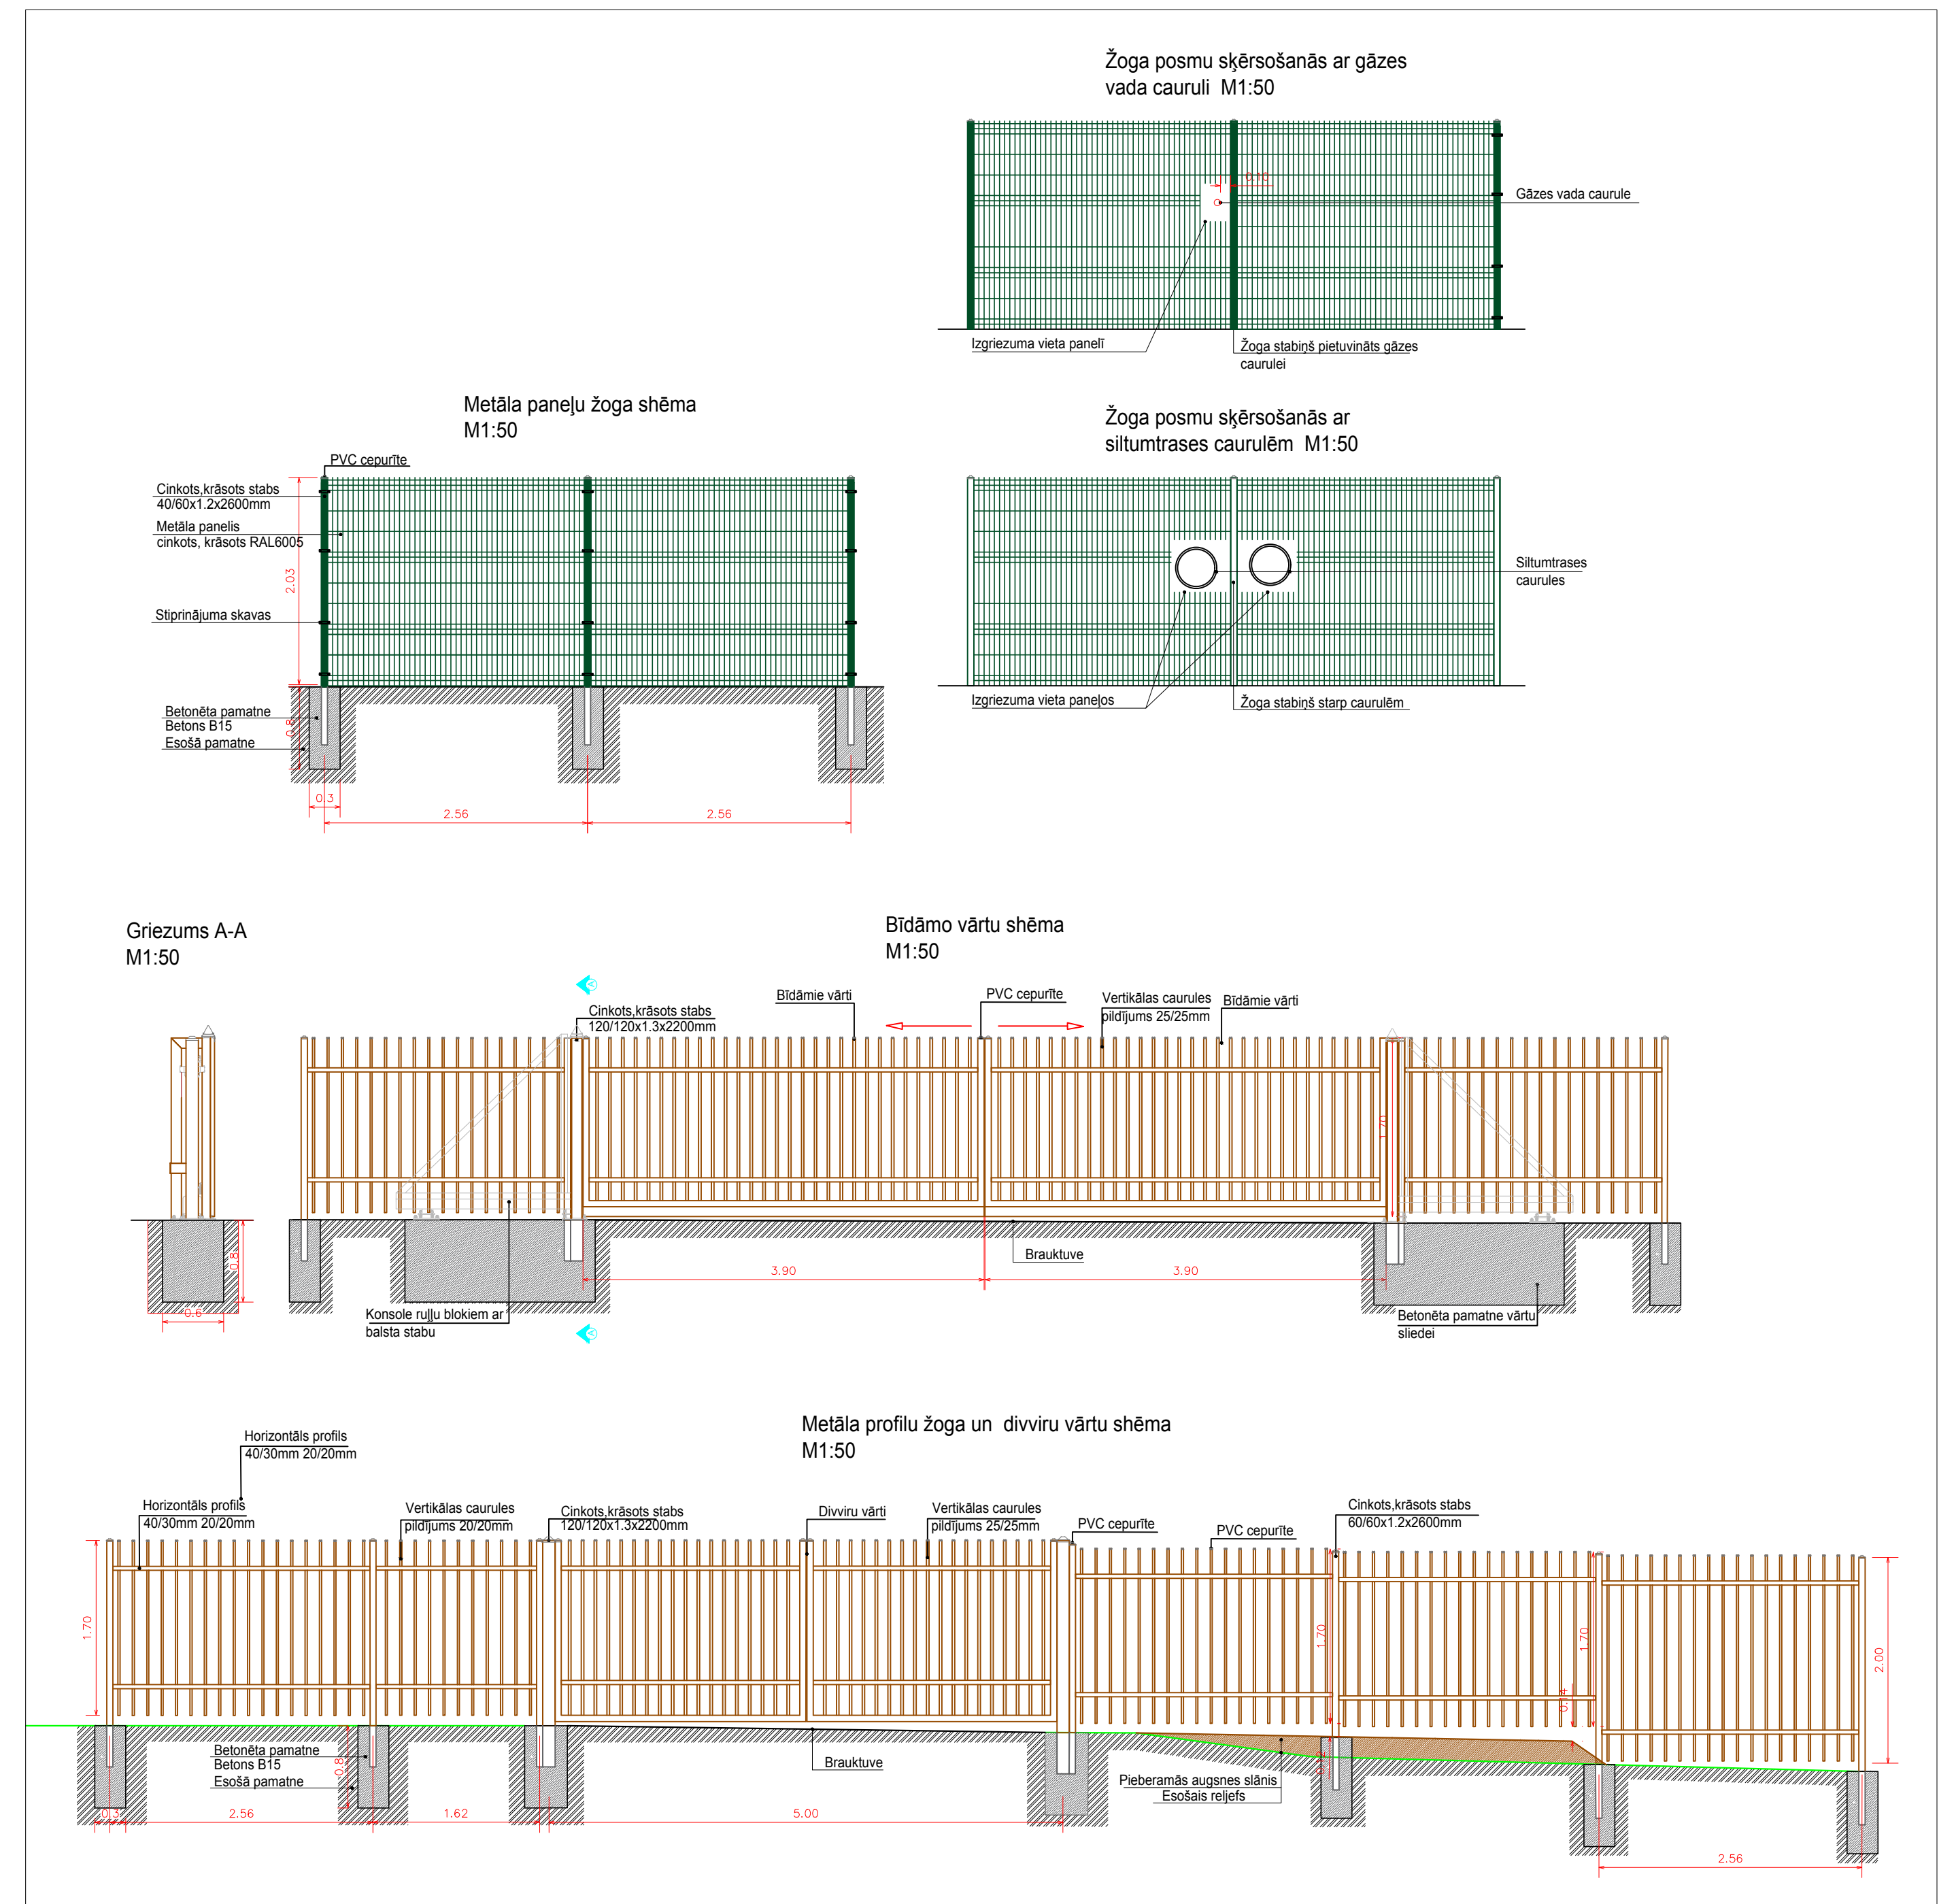 Žoga posmu sķērsošanās ar gāzes
vada cauruli M1:50
0.10
Gāzes vada caurule
Izgriezuma vieta panelī
Žoga stabiņš pietuvināts gāzes
caurulei
Metāla paneļu žoga shēma
M1:50
PVC cepurīte
Cinkots,krāsots stabs
40/60x1.2x2600mm
Metāla panelis
cinkots, krāsots RAL6005
2.03
Stiprinājuma skavas
Betonēta pamatne
Betons B15
Esošā pamatne
0.8
0.3
2.56
2.56
Žoga posmu sķērsošanās ar
siltumtrases caurulēm M1:50
Siltumtrases
caurules
Izgriezuma vieta paneļos
Žoga stabiņš starp caurulēm
Griezums A-A
M1:50
0.8
0.6
Bīdāmo vārtu shēma
M1:50
A
Cinkots,krāsots stabs
120/120x1.3x2200mm
Bīdāmie vārti
PVC cepurīte
Vertikālas caurules
pildījums 25/25mm
Bīdāmie vārti
1.70
Brauktuve
3.90
3.90
Konsole ruļļu blokiem ar
balsta stabu
A
Betonēta pamatne vārtu
sliedei
Metāla profilu žoga un divviru vārtu shēma
M1:50
Horizontāls profils
40/30mm 20/20mm
Horizontāls profils
40/30mm 20/20mm
Vertikālas caurules
pildījums 20/20mm
Cinkots,krāsots stabs
120/120x1.3x2200mm
Divviru vārti
Vertikālas caurules
pildījums 25/25mm
PVC cepurīte
PVC cepurīte
Cinkots,krāsots stabs
60/60x1.2x2600mm
1.70
1.70
1.70
0.14
2.00
Betonēta pamatne
Betons B15
Esošā pamatne
0.8
Brauktuve
Pieberamās augsnes slānis
Esošais reljefs
0.3
2.56
1.62
5.00
2.56